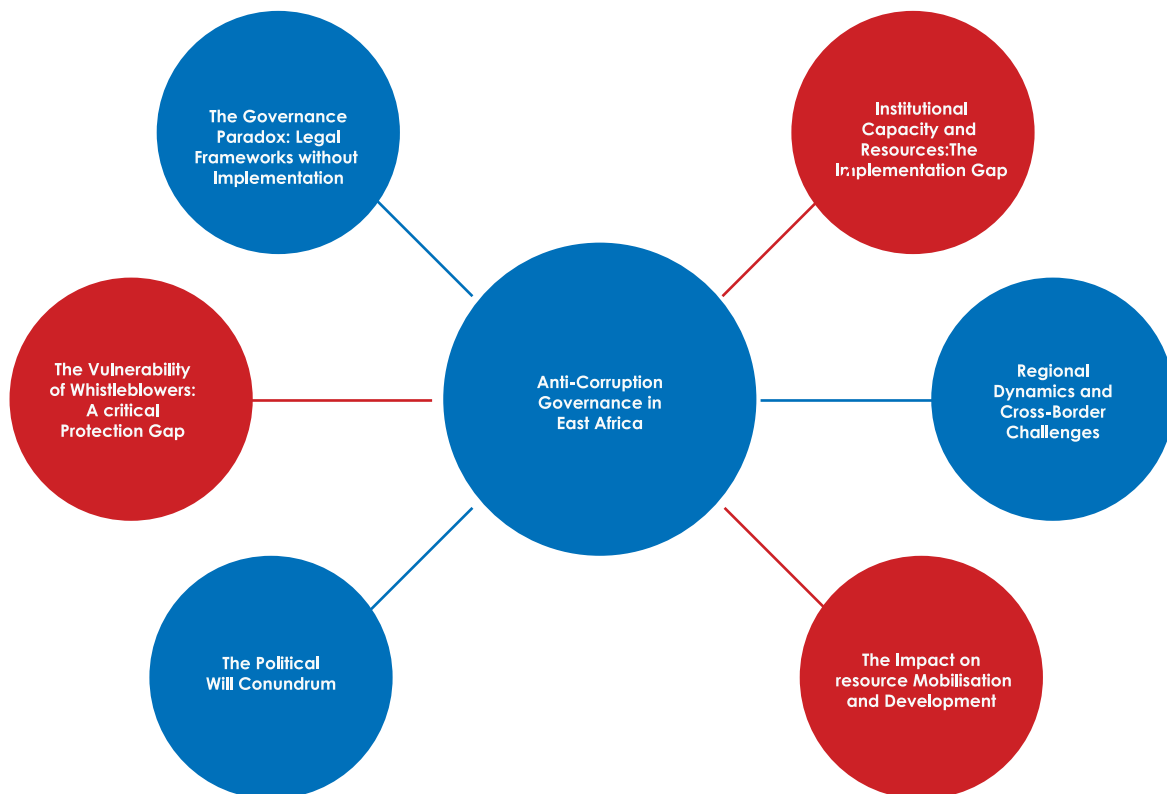 The Governance
Paradox: Legal
Frameworks without
Implementation
Institutional
Capacity and
Resources:The
Implementation Gap
The Vulnerability
of Whistleblowers:
A critical
Protection Gap
Anti-Corruption
Governance in
East Africa
Regional
Dynamics and
Cross-Border
Challenges
The Political
Will Conundrum
The Impact on
resource Mobilisation
and Development